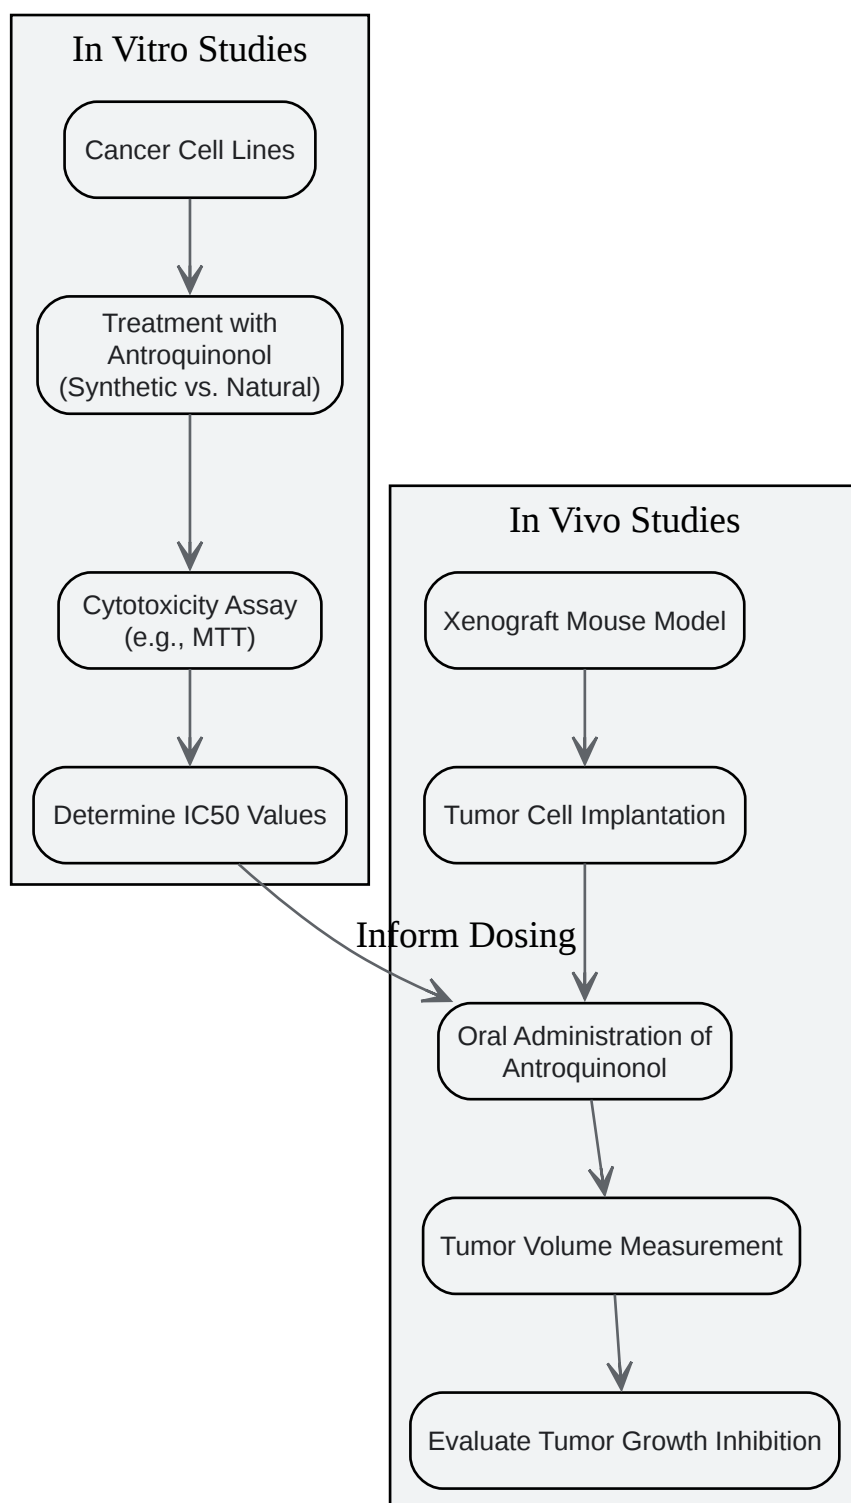 In Vitro Studies
Cancer Cell Lines
Treatment with
Antroquinonol
(Synthetic vs. Natural)
Cytotoxicity Assay
(e.g., MTT)
Determine IC50 Values
Inform Dosing
In Vivo Studies
Xenograft Mouse Model
Tumor Cell Implantation
Oral Administration of
Antroquinonol
Tumor Volume Measurement
Evaluate Tumor Growth Inhibition